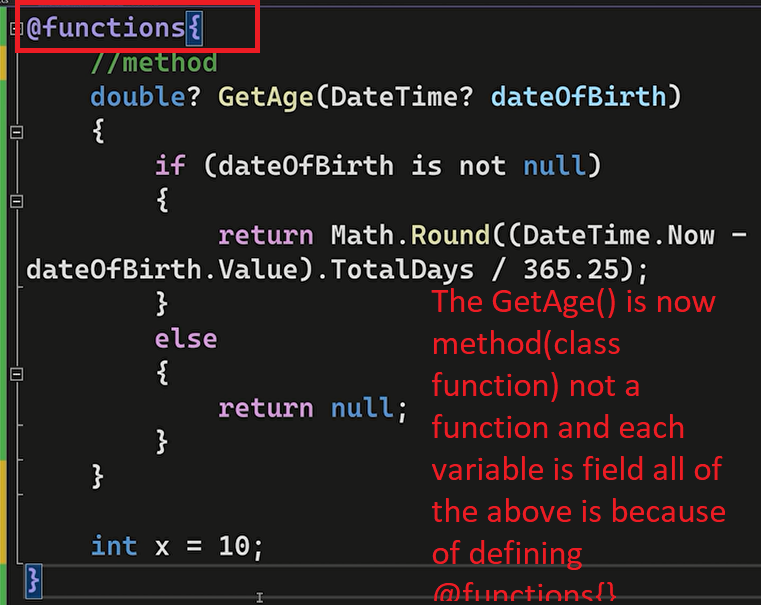 @functions{
//method
double? GetAge(DateTime? dateOfBirth)
{
if (dateOfBirth is not null)
{
return Math.Round((DateTime.Now -
dateOfBirth.Value).TotalDays / 365.25);
}
else
{
return null;
}
}
int x = 10;
}
The GetAge() is now
method(class
function) not a
function and each
variable is field all of
the above is because
of defining
@functions{}